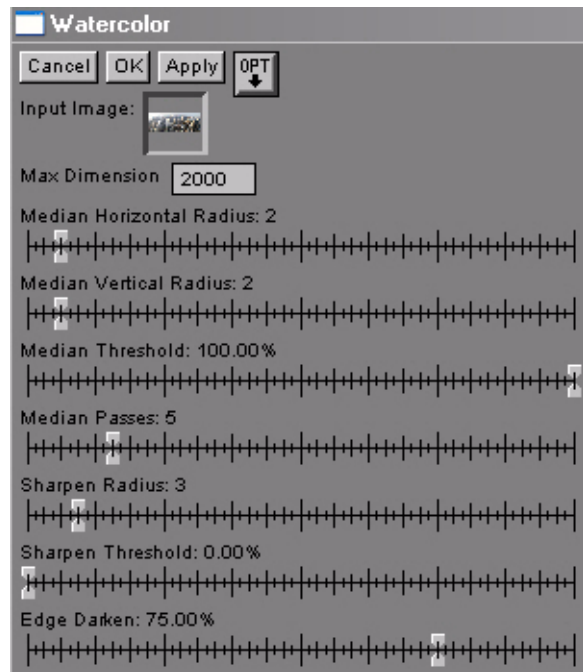 Watercolor
Cancel OK Apply OPT
Input Image:
Max Dimension 2000
Median Horizontal Radius: 2
Median Vertical Radius: 2
Median Threshold: 100.00%
Median Passes: 5
Sharpen Radius: 3
Sharpen Threshold: 0.00%
Edge Darken: 75.00%